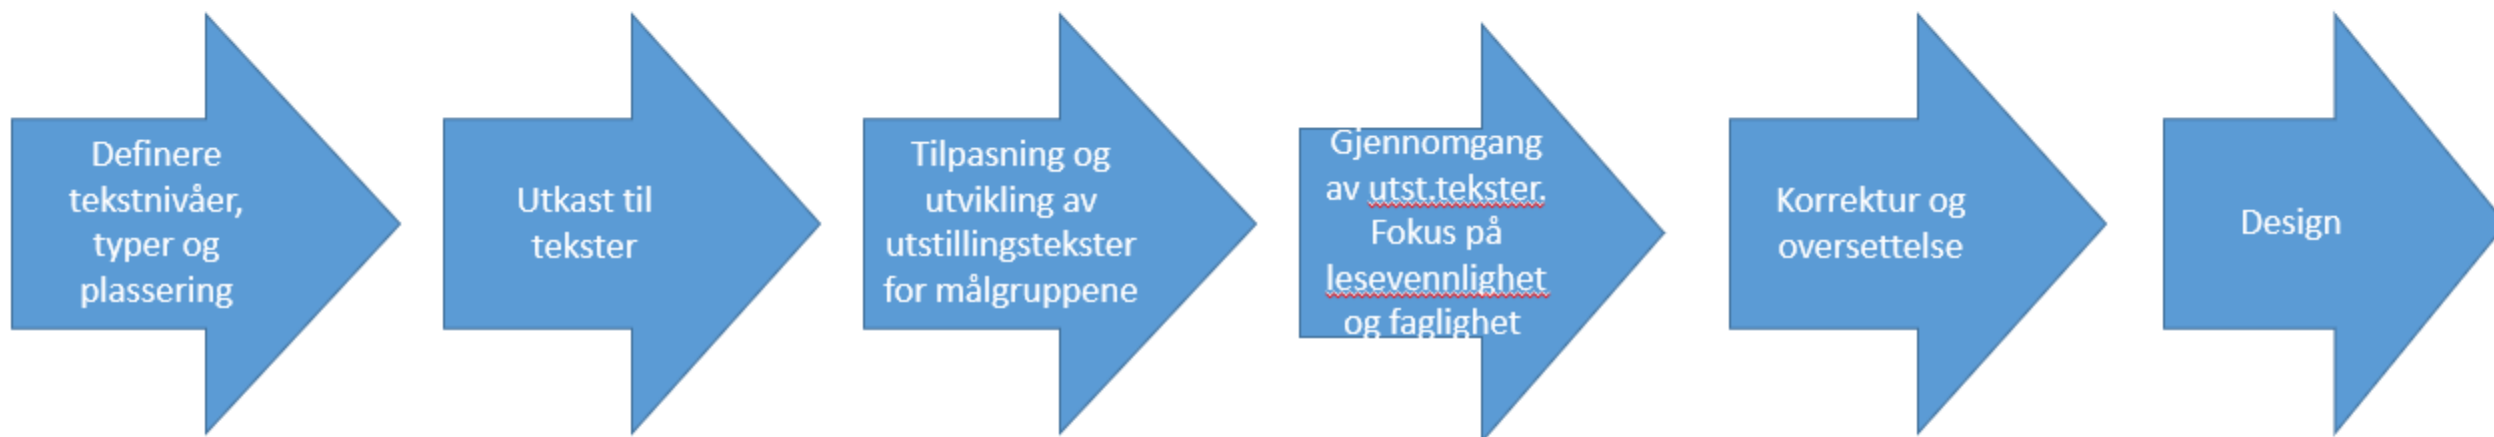 Definere
tekstnivåer,
typer og
plassering
Utkast til
tekster
Tilpasning og
utvikling av
utstillingstekster
for målgruppene
Gjennomgang
av utst.tekster.
Fokus på
lesevennlighet
og faglighet
Korrektur og
oversettelse
Design